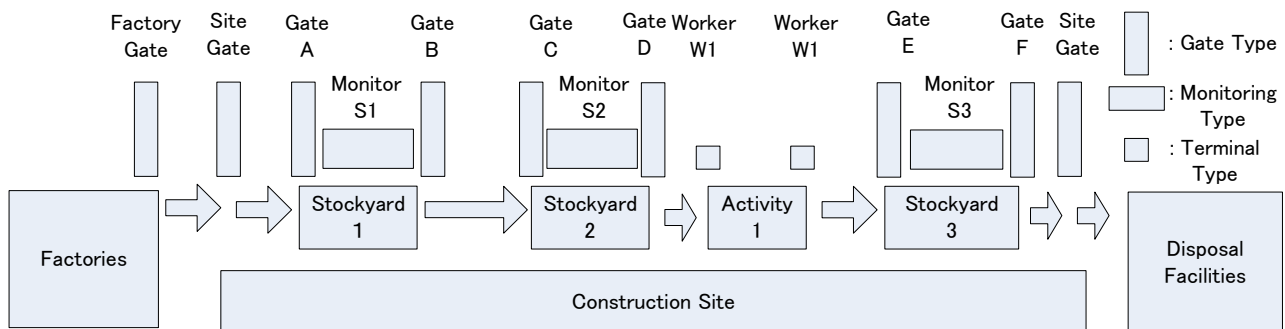 Factory
Gate
Site
Gate
Gate
A
Gate
B
Gate
C
Gate
D
Worker
W1
Worker
W1
Gate
E
Gate
F
Site
Gate
: Gate Type
Monitor
S1
Monitor
S2
Monitor
S3
: Monitoring
Type
: Terminal
Type
Factories
Stockyard
1
Stockyard
2
Activity
1
Stockyard
3
Disposal
Facilities
Construction Site